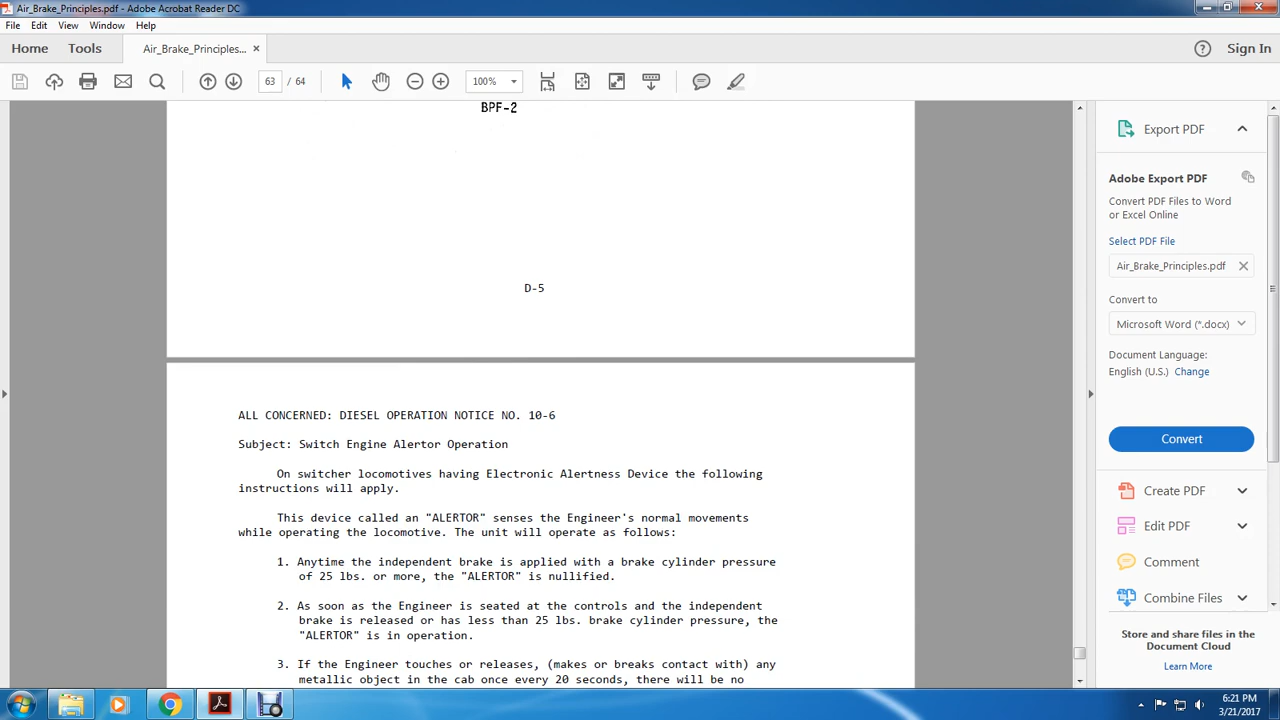 Air_Brake_Principles.pdf - Adobe Acrobat Reader DC
File Edit View Window Help
Home Tools Air_Brake_Principles... × Sign In
63 / 64 100%
BPF-2
D-5
ALL CONCERNED: DIESEL OPERATION NOTICE NO. 10-6
Subject: Switch Engine Alertor Operation
On switcher locomotives having Electronic Alertness Device the following
instructions will apply.
This device called an "ALERTOR" senses the Engineer's normal movements
while operating the locomotive. The unit will operate as follows:
1. Anytime the independent brake is applied with a brake cylinder pressure
of 25 lbs. or more, the "ALERTOR" is nullified.
2. As soon as the Engineer is seated at the controls and the independent
brake is released or has less than 25 lbs. brake cylinder pressure, the
"ALERTOR" is in operation.
3. If the Engineer touches or releases, (makes or breaks contact with) any
metallic object in the cab once every 20 seconds, there will be no
Export PDF
Adobe Export PDF
Convert PDF Files to Word
or Excel Online
Select PDF File
Air_Brake_Principles.pdf
Convert to
Microsoft Word (*.docx)
Document Language:
English (U.S.) Change
Convert
Create PDF
Edit PDF
Comment
Combine Files
Store and share files in the
Document Cloud
Learn More
6:21 PM
3/21/2017